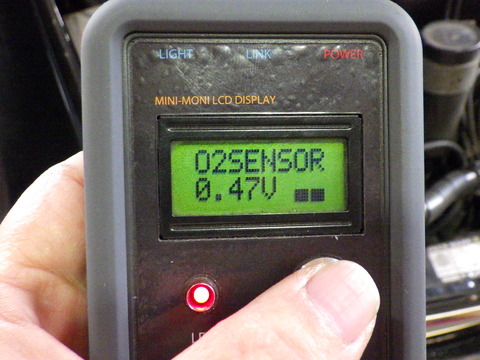 LIGHT LINK POWER
MINI-MONI LCD DISPLAY
O2SENSOR
0.47V